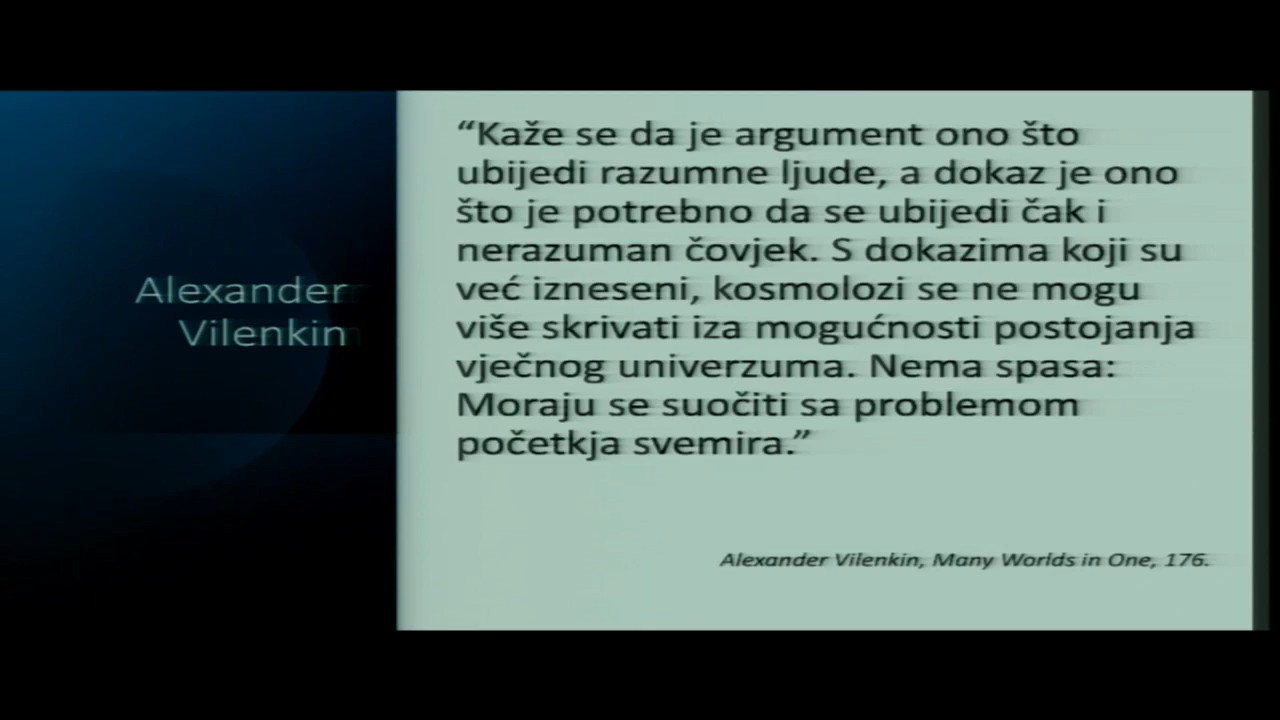 Alexander
Vilenkin
“Kaže se da je argument ono što
ubijedi razumne ljude, a dokaz je ono
što je potrebno da se ubijedi čak i
nerazuman čovjek. S dokazima koji su
već izneseni, kosmolozi se ne mogu
više skrivati iza mogućnosti postojanja
vječnog univerzuma. Nema spasa:
Moraju se suočiti sa problemom
početkja svemira.”
Alexander Vilenkin, Many Worlds in One, 176.